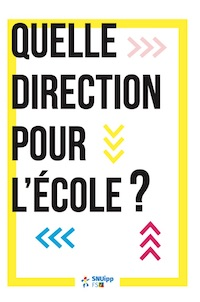 QUELLE
DIRECTION
POUR
L'ÉCOLE ?
SNUipp
FSU